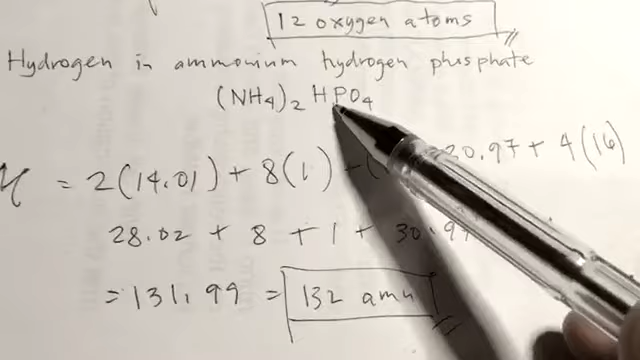 12 oxygen atoms
Hydrogen in ammonium hydrogen phosphate
(NH4)2 HPO4
= 2(14.01) + 8(1) + 0.97 + 4(16)
28.02 + 8 + 1 + 30.97
= 131.99 = 132 amu